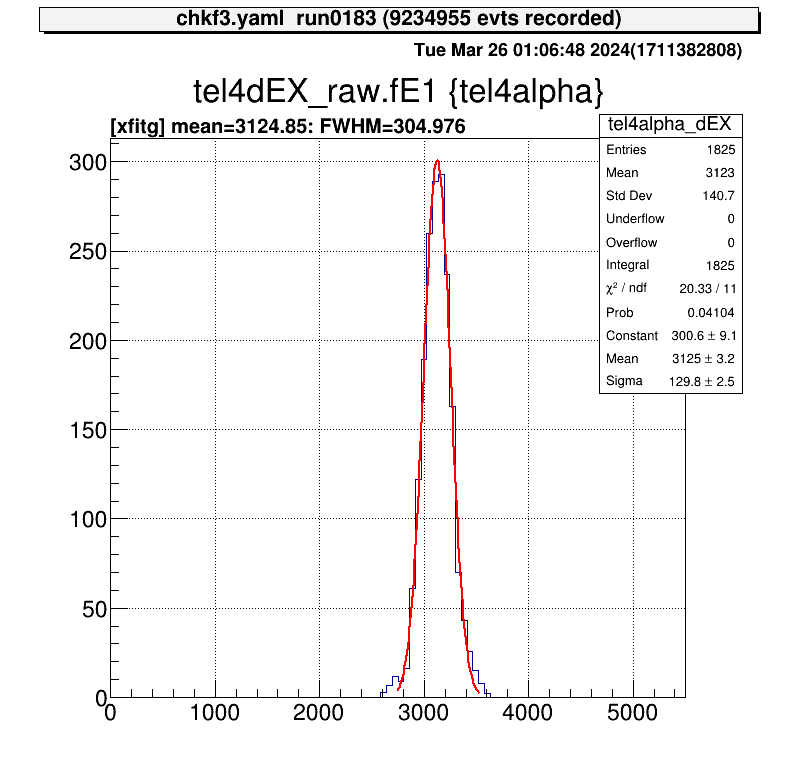 chkf3.yaml run0183 (9234955 evts recorded)
Tue Mar 26 01:06:48 2024(1711382808)
tel4dEX_raw.fE1 {tel4alpha}
[xfitg] mean=3124.85: FWHM=304.976
tel4alpha_dEX
Entries 1825
Mean 3123
Std Dev 140.7
Underflow 0
Overflow 0
Integral 1825
χ² / ndf 20.33 / 11
Prob 0.04104
Constant 300.6 ± 9.1
Mean 3125 ± 3.2
Sigma 129.8 ± 2.5
300
250
200
150
100
50
0
0 1000 2000 3000 4000 5000